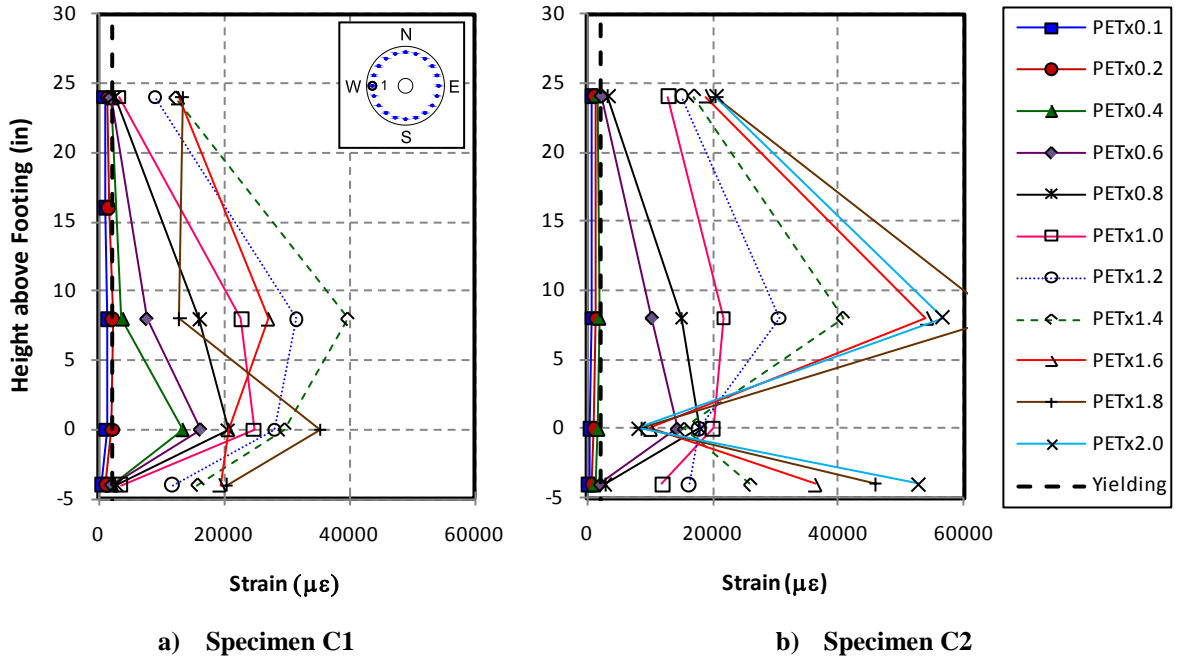 Height above Footing (in)
30
25
20
15
10
5
0
-5
N
W
1
E
S
0
20000
40000
60000
Strain (με)
a) Specimen C1
30
25
20
15
10
5
0
-5
0
20000
40000
60000
Strain (με)
b) Specimen C2
PETx0.1
PETx0.2
PETx0.4
PETx0.6
PETx0.8
PETx1.0
PETx1.2
PETx1.4
PETx1.6
PETx1.8
PETx2.0
Yielding